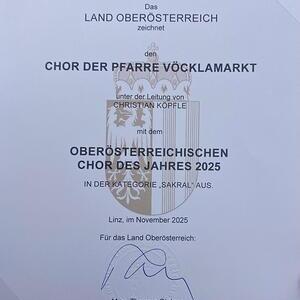 Das
LAND OBERÖSTERREICH
zeichnet
den
CHOR DER PFARRE VÖCKLAMARKT
unter der Leitung von
CHRISTIAN KÖPFLE
mit dem
OBERÖSTERREICHISCHEN
CHOR DES JAHRES 2025
IN DER KATEGORIE „SAKRAL“ AUS.
Linz, im November 2025
Für das Land Oberösterreich: